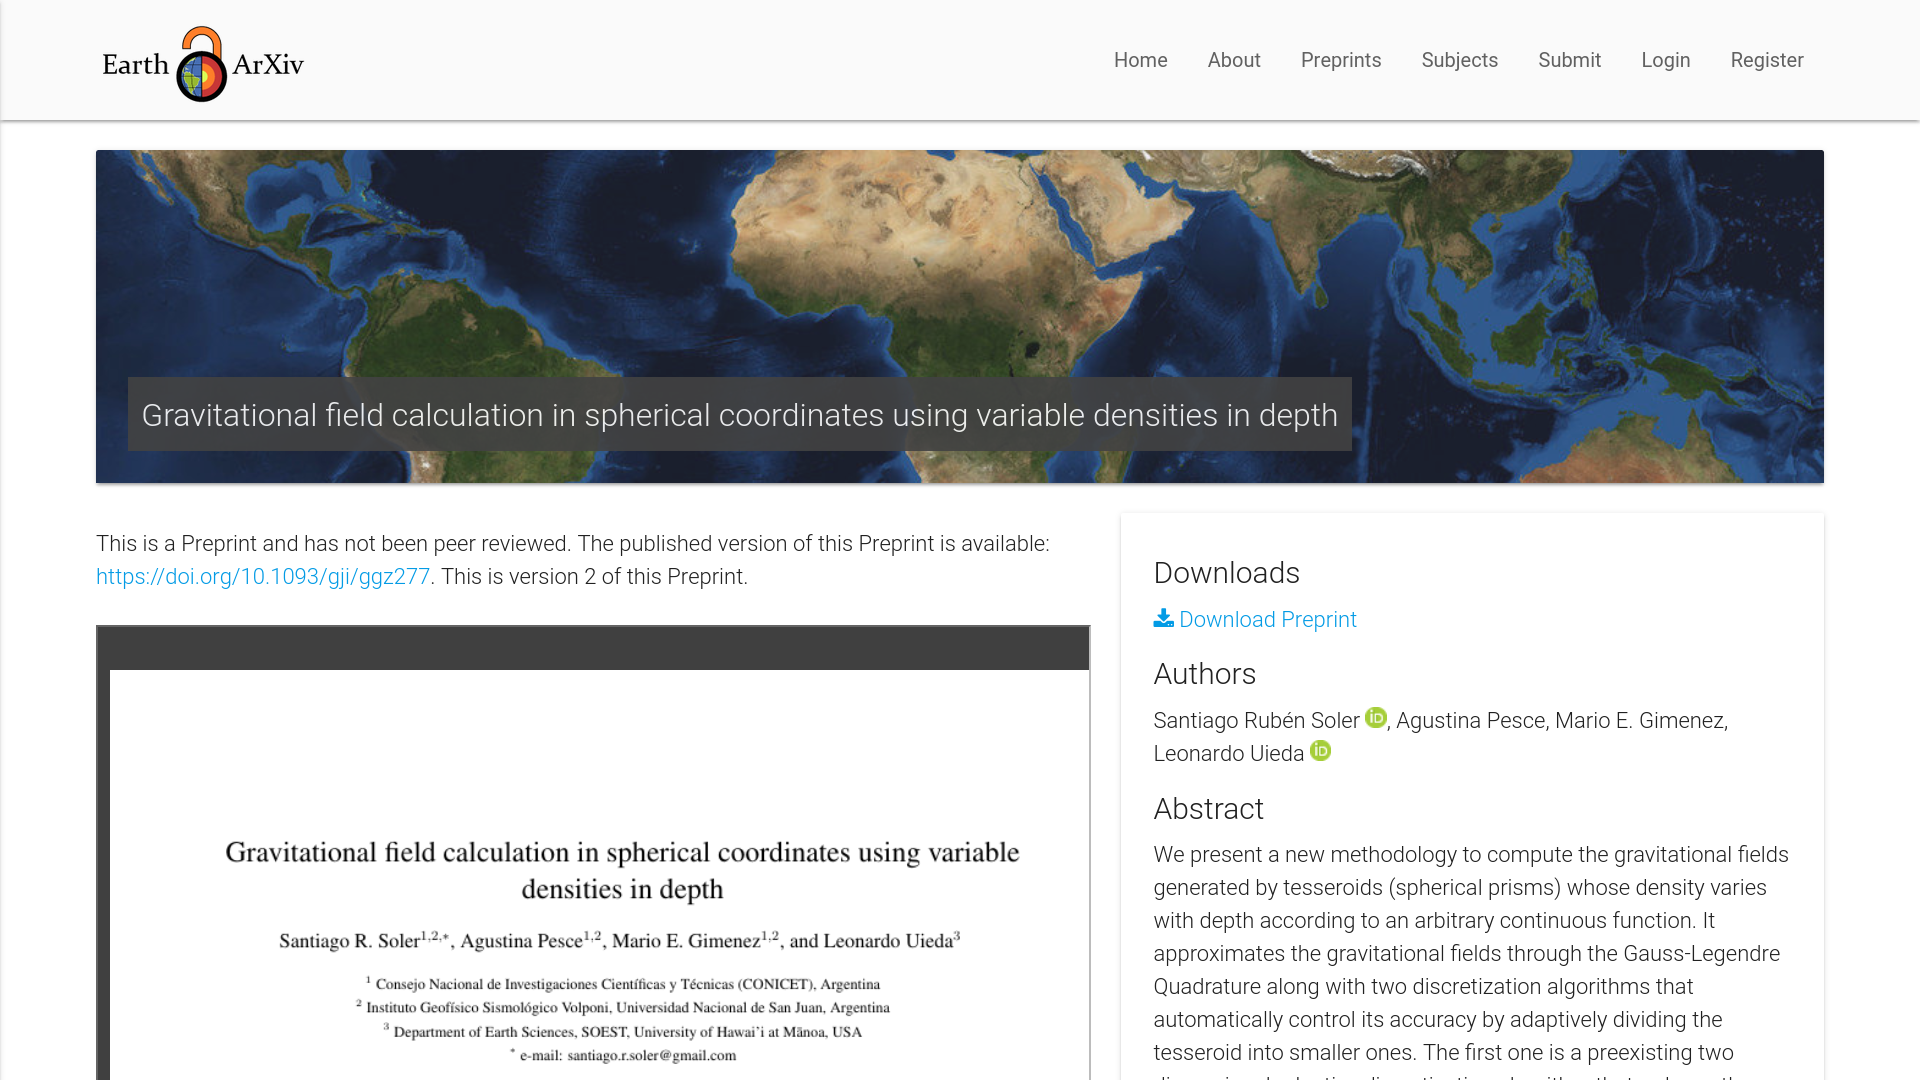 Earth ArXiv
Home About Preprints Subjects Submit Login Register
Gravitational field calculation in spherical coordinates using variable densities in depth
This is a Preprint and has not been peer reviewed. The published version of this Preprint is available:
https://doi.org/10.1093/gji/ggz277. This is version 2 of this Preprint.
Gravitational field calculation in spherical coordinates using variable
densities in depth
Santiago R. Soler1,2,*, Agustina Pesce1,2, Mario E. Gimenez1,2, and Leonardo Uieda3
1 Consejo Nacional de Investigaciones Científicas y Técnicas (CONICET), Argentina
2 Instituto Geofísico Sismológico Volponi, Universidad Nacional de San Juan, Argentina
3 Department of Earth Sciences, SOEST, University of Hawai'i at Mānoa, USA
* e-mail: santiago.r.soler@gmail.com
Downloads
Download Preprint
Authors
Santiago Rubén Soler iD, Agustina Pesce, Mario E. Gimenez,
Leonardo Uieda iD
Abstract
We present a new methodology to compute the gravitational fields
generated by tesseroids (spherical prisms) whose density varies
with depth according to an arbitrary continuous function. It
approximates the gravitational fields through the Gauss-Legendre
Quadrature along with two discretization algorithms that
automatically control its accuracy by adaptively dividing the
tesseroid into smaller ones. The first one is a preexisting two